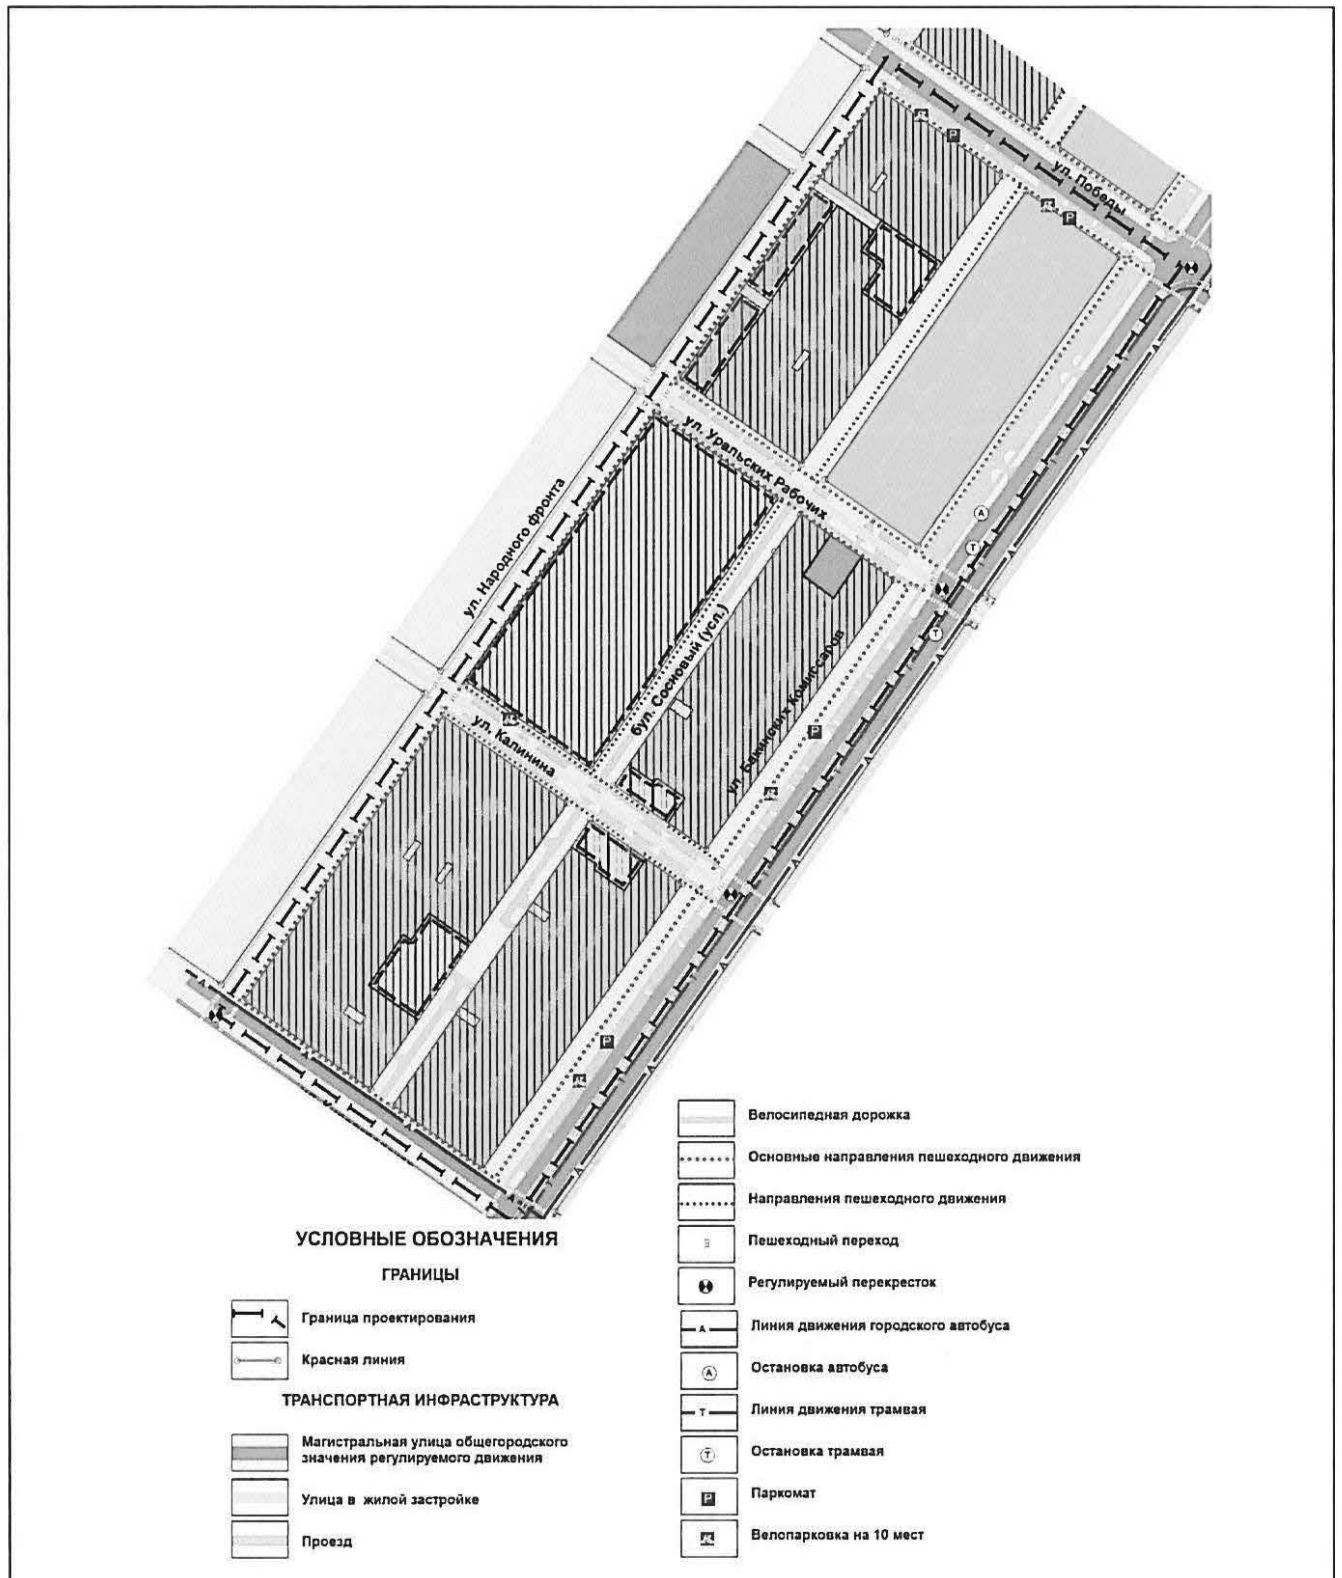 ул. Победы
ул. Уральских Рабочих
ул. Народного фронта
бул. Сосновый (усл.)
ул. Бакинских Комиссаров
ул. Калинина
P
P
А
Т
Т
P
P
УСЛОВНЫЕ ОБОЗНАЧЕНИЯ
ГРАНИЦЫ
Граница проектирования
Красная линия
ТРАНСПОРТНАЯ ИНФРАСТРУКТУРА
Магистральная улица общегородского
значения регулируемого движения
Улица в жилой застройке
Проезд
Велосипедная дорожка
Основные направления пешеходного движения
Направления пешеходного движения
Пешеходный переход
Регулируемый перекресток
А Линия движения городского автобуса
А Остановка автобуса
Т Линия движения трамвая
Т Остановка трамвая
P Паркомат
Велопарковка на 10 мест